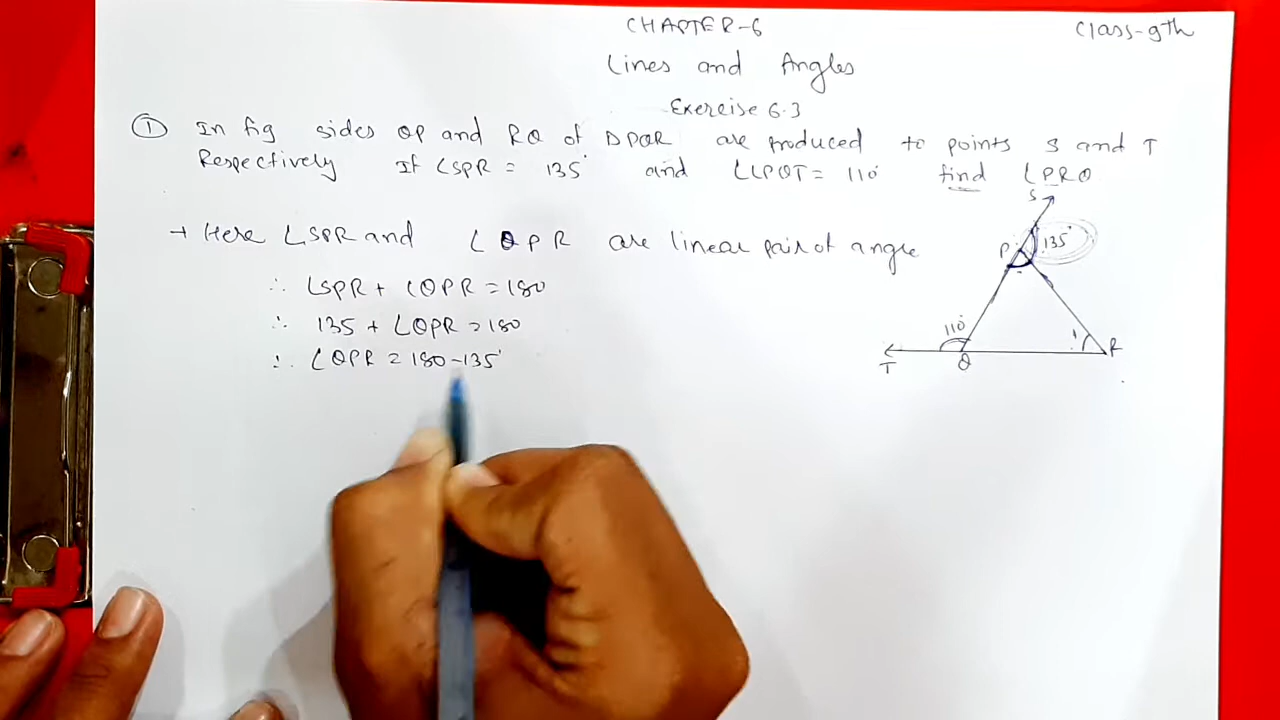 CHAPTER-6
Class-9th
Lines and Angles
Exercise 6.3
① In fig sides QP and RQ of ΔPQR are produced to points S and T
Respectively If ∠SPR = 135° and ∠∠PQT = 110° find ∠PRQ
→ Here ∠SPR and ∠QPR are linear pair of angle
∴ ∠SPR + ∠QPR = 180
∴ 135 + ∠QPR = 180
∴ ∠QPR = 180-135°
S
P
135°
110°
T
Q
R